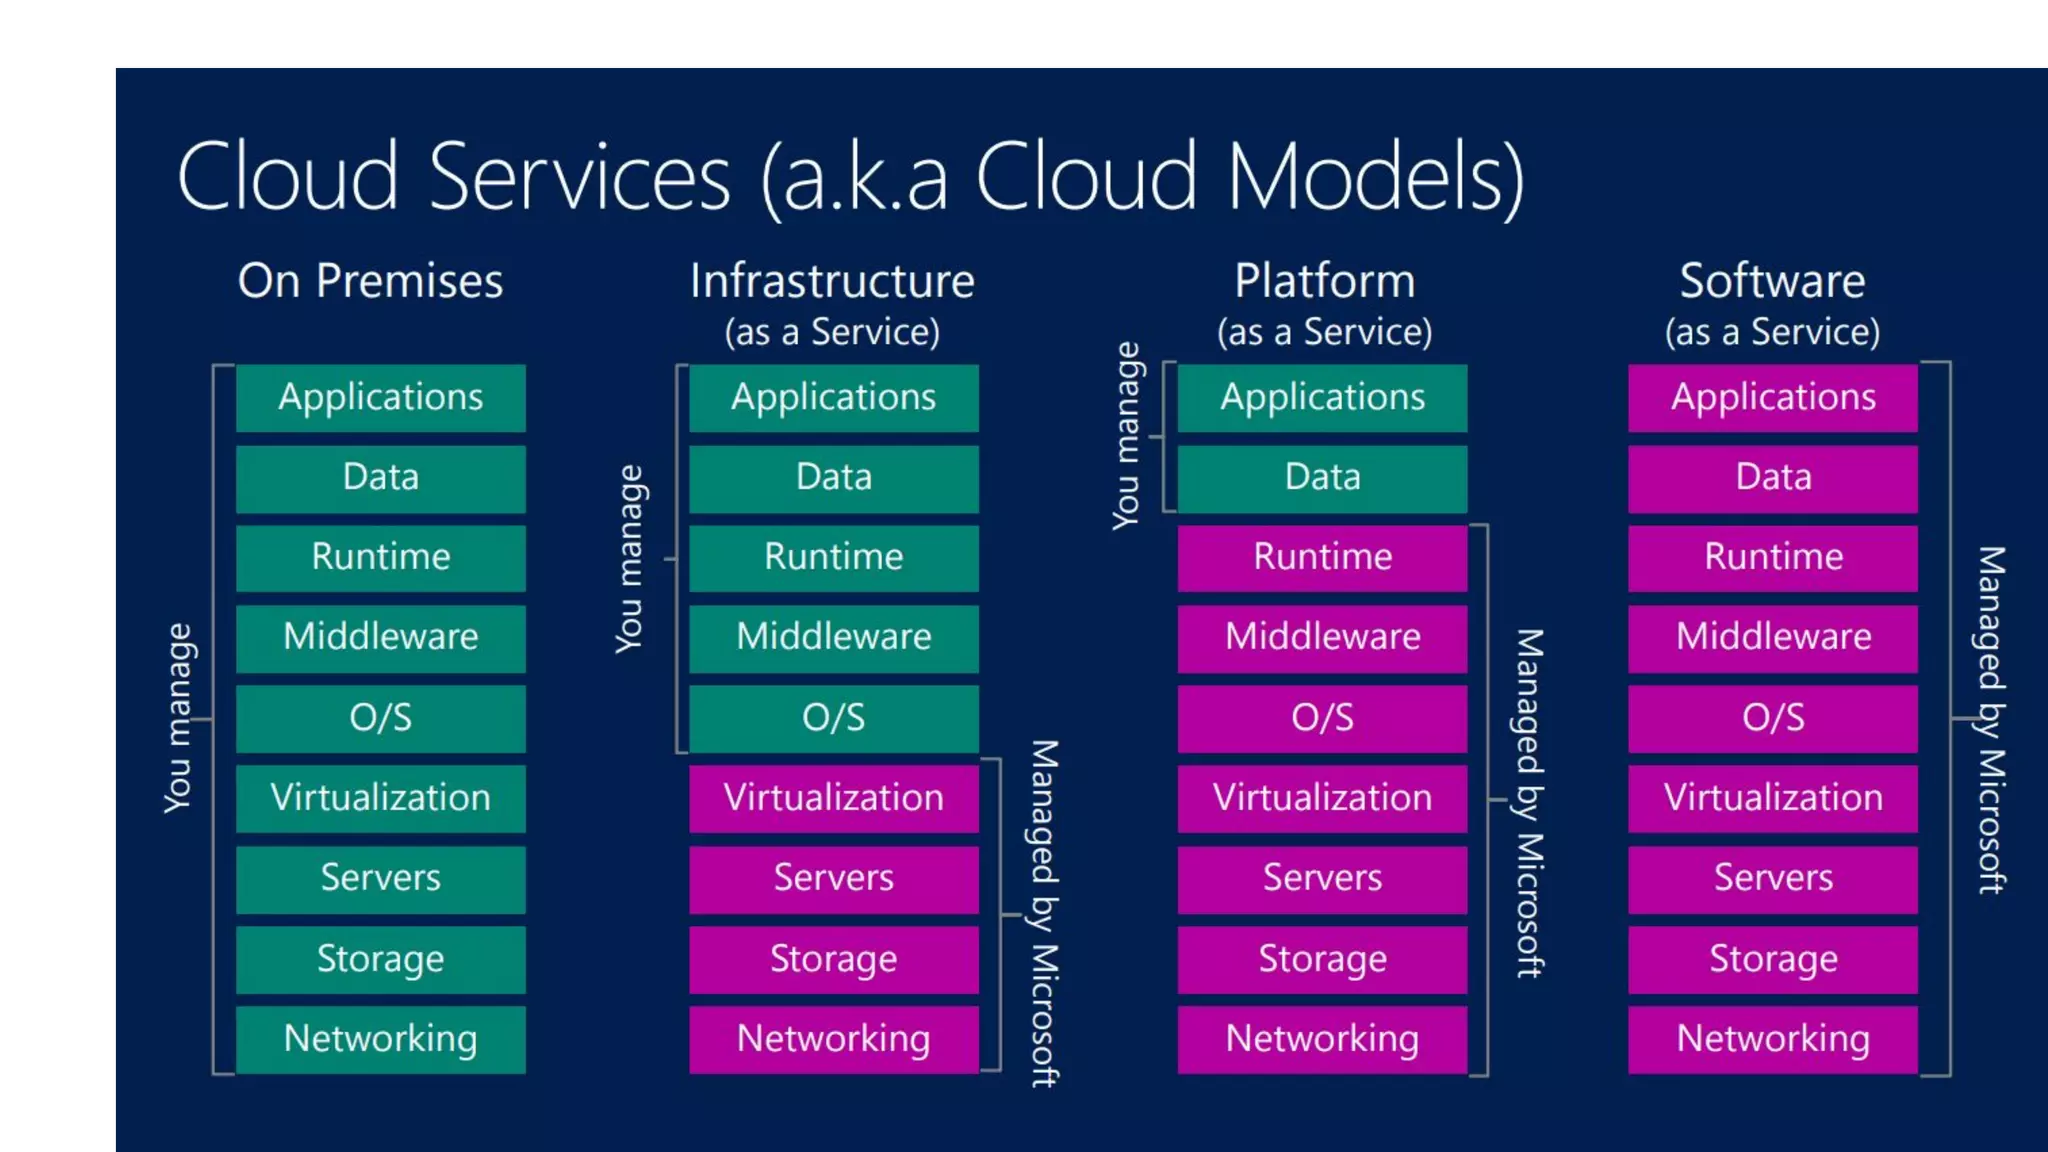 Cloud Services (a.k.a Cloud Models)
On Premises
You manage
Applications
Data
Runtime
Middleware
O/S
Virtualization
Servers
Storage
Networking
Infrastructure
(as a Service)
You manage
Applications
Data
Runtime
Middleware
O/S
Virtualization
Servers
Storage
Networking
Managed by Microsoft
Platform
(as a Service)
You manage
Applications
Data
Runtime
Middleware
O/S
Virtualization
Servers
Storage
Networking
Managed by Microsoft
Software
(as a Service)
Applications
Data
Runtime
Middleware
O/S
Virtualization
Servers
Storage
Networking
Managed by Microsoft